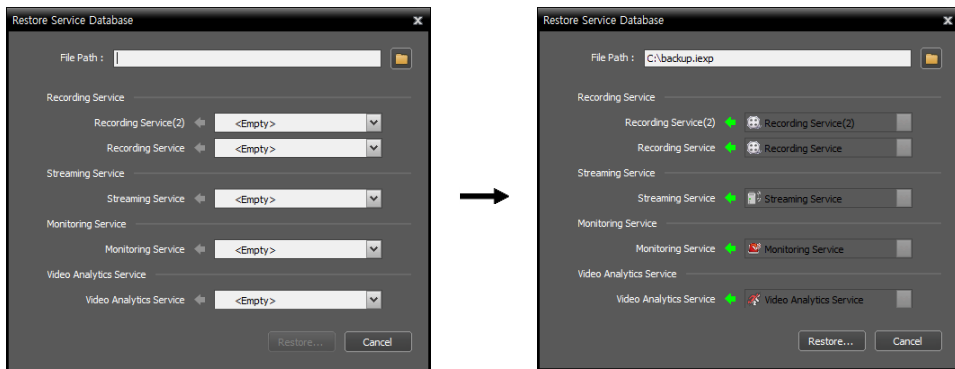 Restore Service Database x
File Path :
Recording Service
Recording Service(2) <Empty>
Recording Service <Empty>
Streaming Service
Streaming Service <Empty>
Monitoring Service
Monitoring Service <Empty>
Video Analytics Service
Video Analytics Service <Empty>
Restore... Cancel
Restore Service Database x
File Path : C:\backup.iexp
Recording Service
Recording Service(2) Recording Service(2)
Recording Service Recording Service
Streaming Service
Streaming Service Streaming Service
Monitoring Service
Monitoring Service Monitoring Service
Video Analytics Service
Video Analytics Service Video Analytics Service
Restore... Cancel